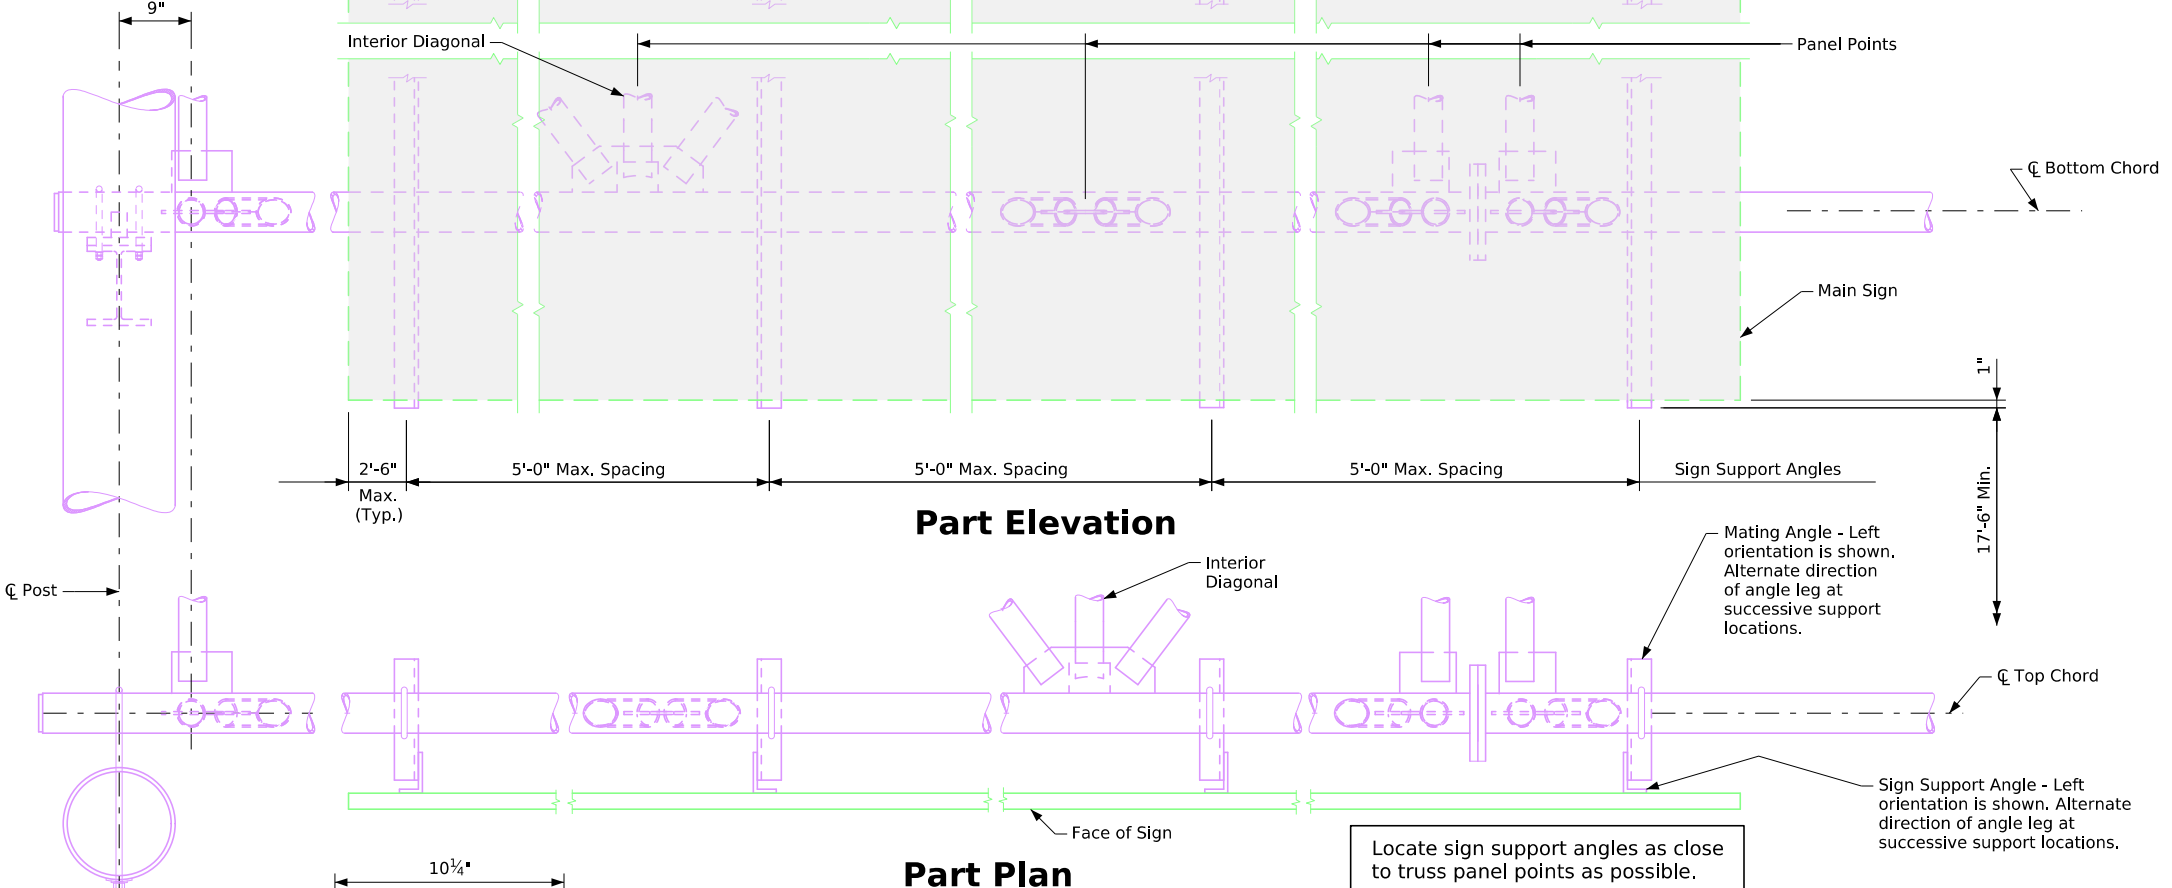 9"
Interior Diagonal
Panel Points
℄ Bottom Chord
Main Sign
1"
2'-6"
Max.
(Typ.)
5'-0" Max. Spacing
5'-0" Max. Spacing
5'-0" Max. Spacing
Sign Support Angles
17'-6" Min.
Part Elevation
Mating Angle - Left
orientation is shown.
Alternate direction
of angle leg at
successive support
locations.
Interior
Diagonal
℄ Post
℄ Top Chord
Sign Support Angle - Left
orientation is shown. Alternate
direction of angle leg at
successive support locations.
Face of Sign
Locate sign support angles as close
to truss panel points as possible.
10¼"
Part Plan